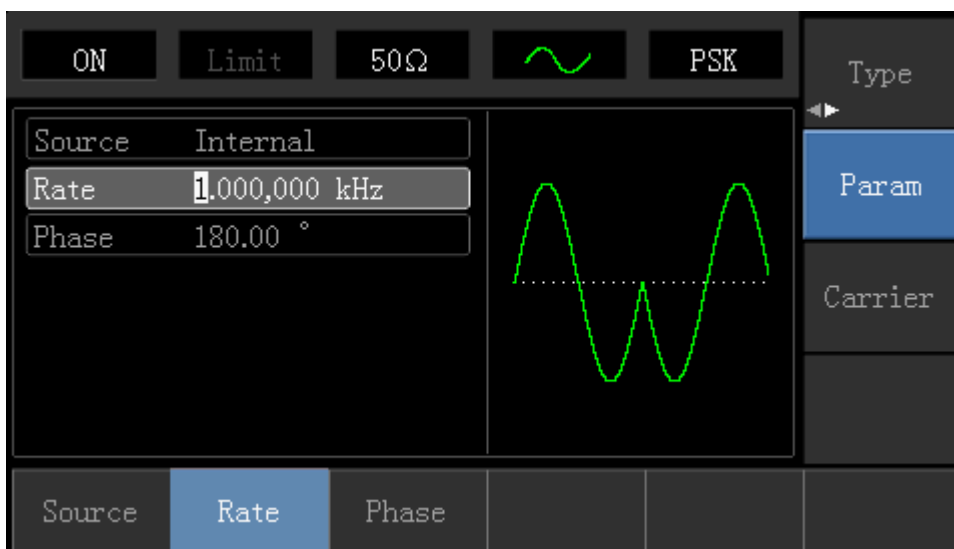 ON Limit 50Ω PSK
Type
Source Internal
Rate 1.000,000 kHz
Phase 180.00 °
Param
Carrier
Source Rate Phase